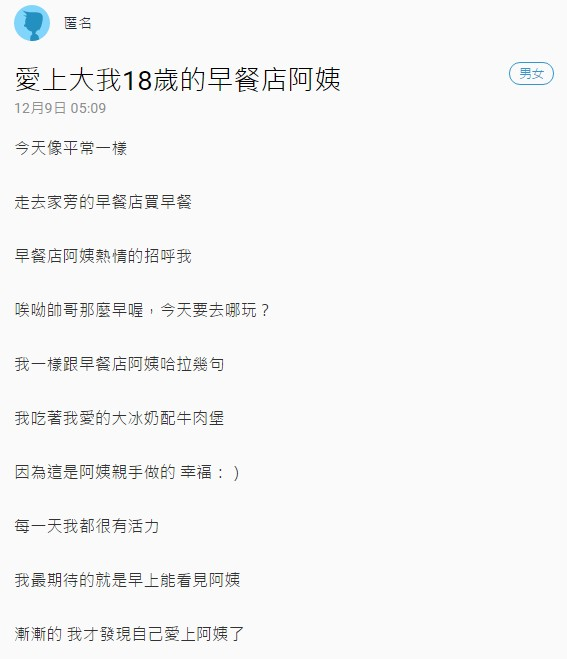 匿名
愛上大我18歲的早餐店阿姨
男女
12月9日 05:09
今天像平常一樣
走去家旁的早餐店買早餐
早餐店阿姨熱情的招呼我
唉呦帥哥那麼早喔，今天要去哪玩？
我一樣跟早餐店阿姨哈拉幾句
我吃著我愛的大冰奶配牛肉堡
因為這是阿姨親手做的 幸福：）
每一天我都很有活力
我最期待的就是早上能看見阿姨
漸漸的 我才發現自己愛上阿姨了